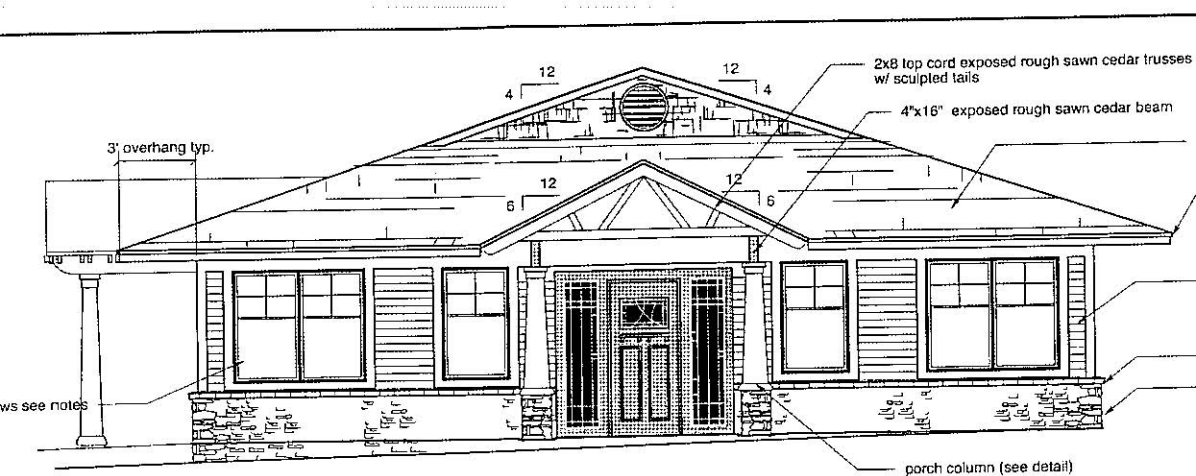 12
4
12
4
2x8 top cord exposed rough sawn cedar trusses
w/ sculpted tails
4"x16" exposed rough sawn cedar beam
3' overhang typ.
12
6
12
6
ws see notes
porch column (see detail)